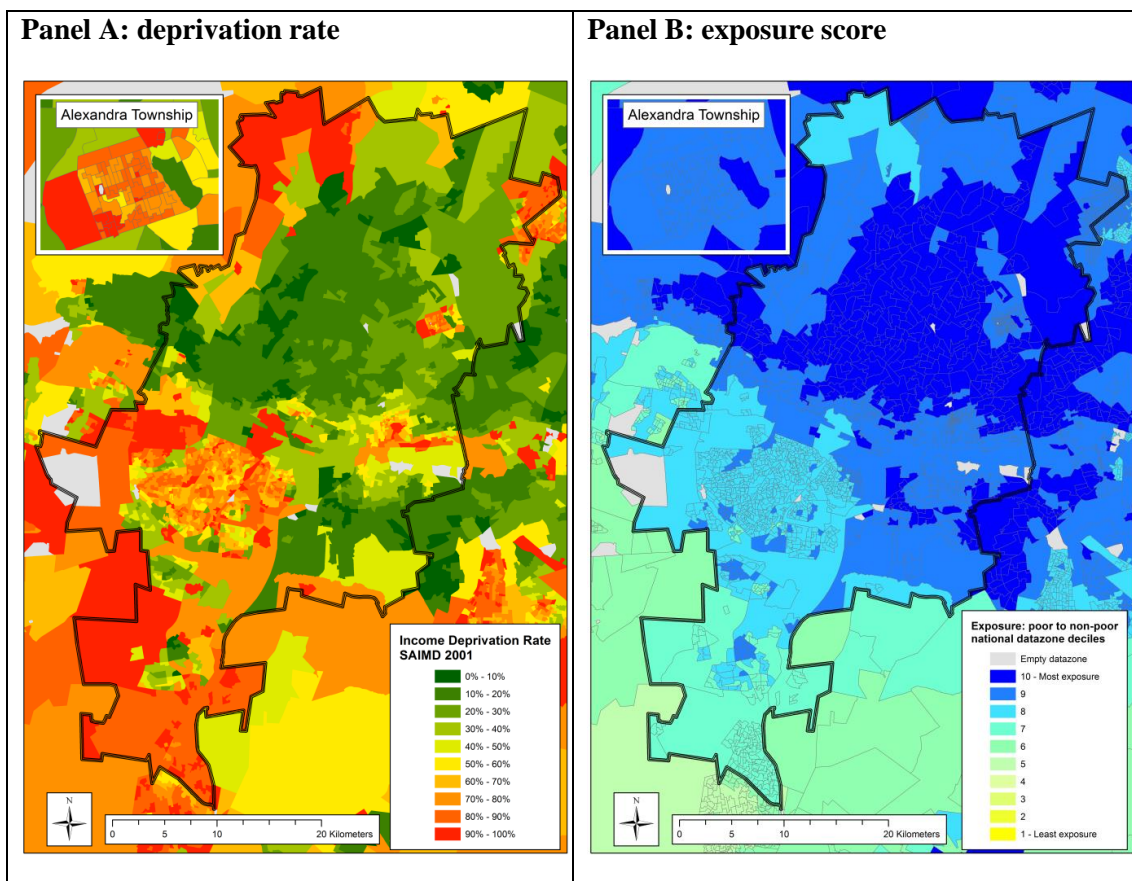 Panel A: deprivation rate
Alexandra Township
Income Deprivation Rate
SAIMD 2001
0% - 10%
10% - 20%
20% - 30%
30% - 40%
40% - 50%
50% - 60%
60% - 70%
70% - 80%
80% - 90%
90% - 100%
N
0 5 10 20 Kilometers
Panel B: exposure score
Alexandra Township
Exposure: poor to non-poor
national datazone deciles
Empty datazone
10 - Most exposure
9
8
7
6
5
4
3
2
1 - Least exposure
N
0 5 10 20 Kilometers